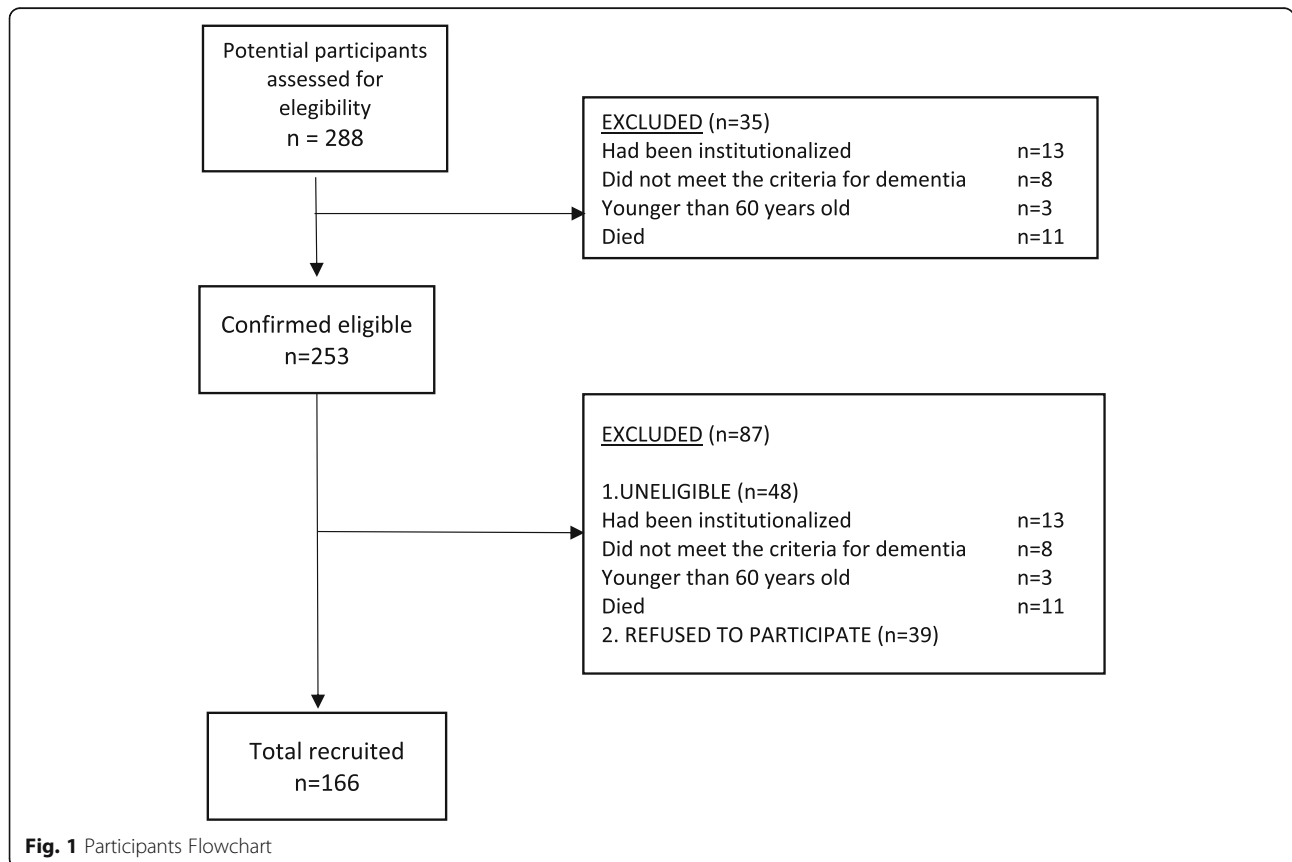 Potential participants
assessed for
elegibility
n = 288
EXCLUDED (n=35)
Had been institutionalized n=13
Did not meet the criteria for dementia n=8
Younger than 60 years old n=3
Died n=11
Confirmed eligible
n=253
EXCLUDED (n=87)
1.UNELIGIBLE (n=48)
Had been institutionalized n=13
Did not meet the criteria for dementia n=8
Younger than 60 years old n=3
Died n=11
2. REFUSED TO PARTICIPATE (n=39)
Total recruited
n=166
Fig. 1 Participants Flowchart